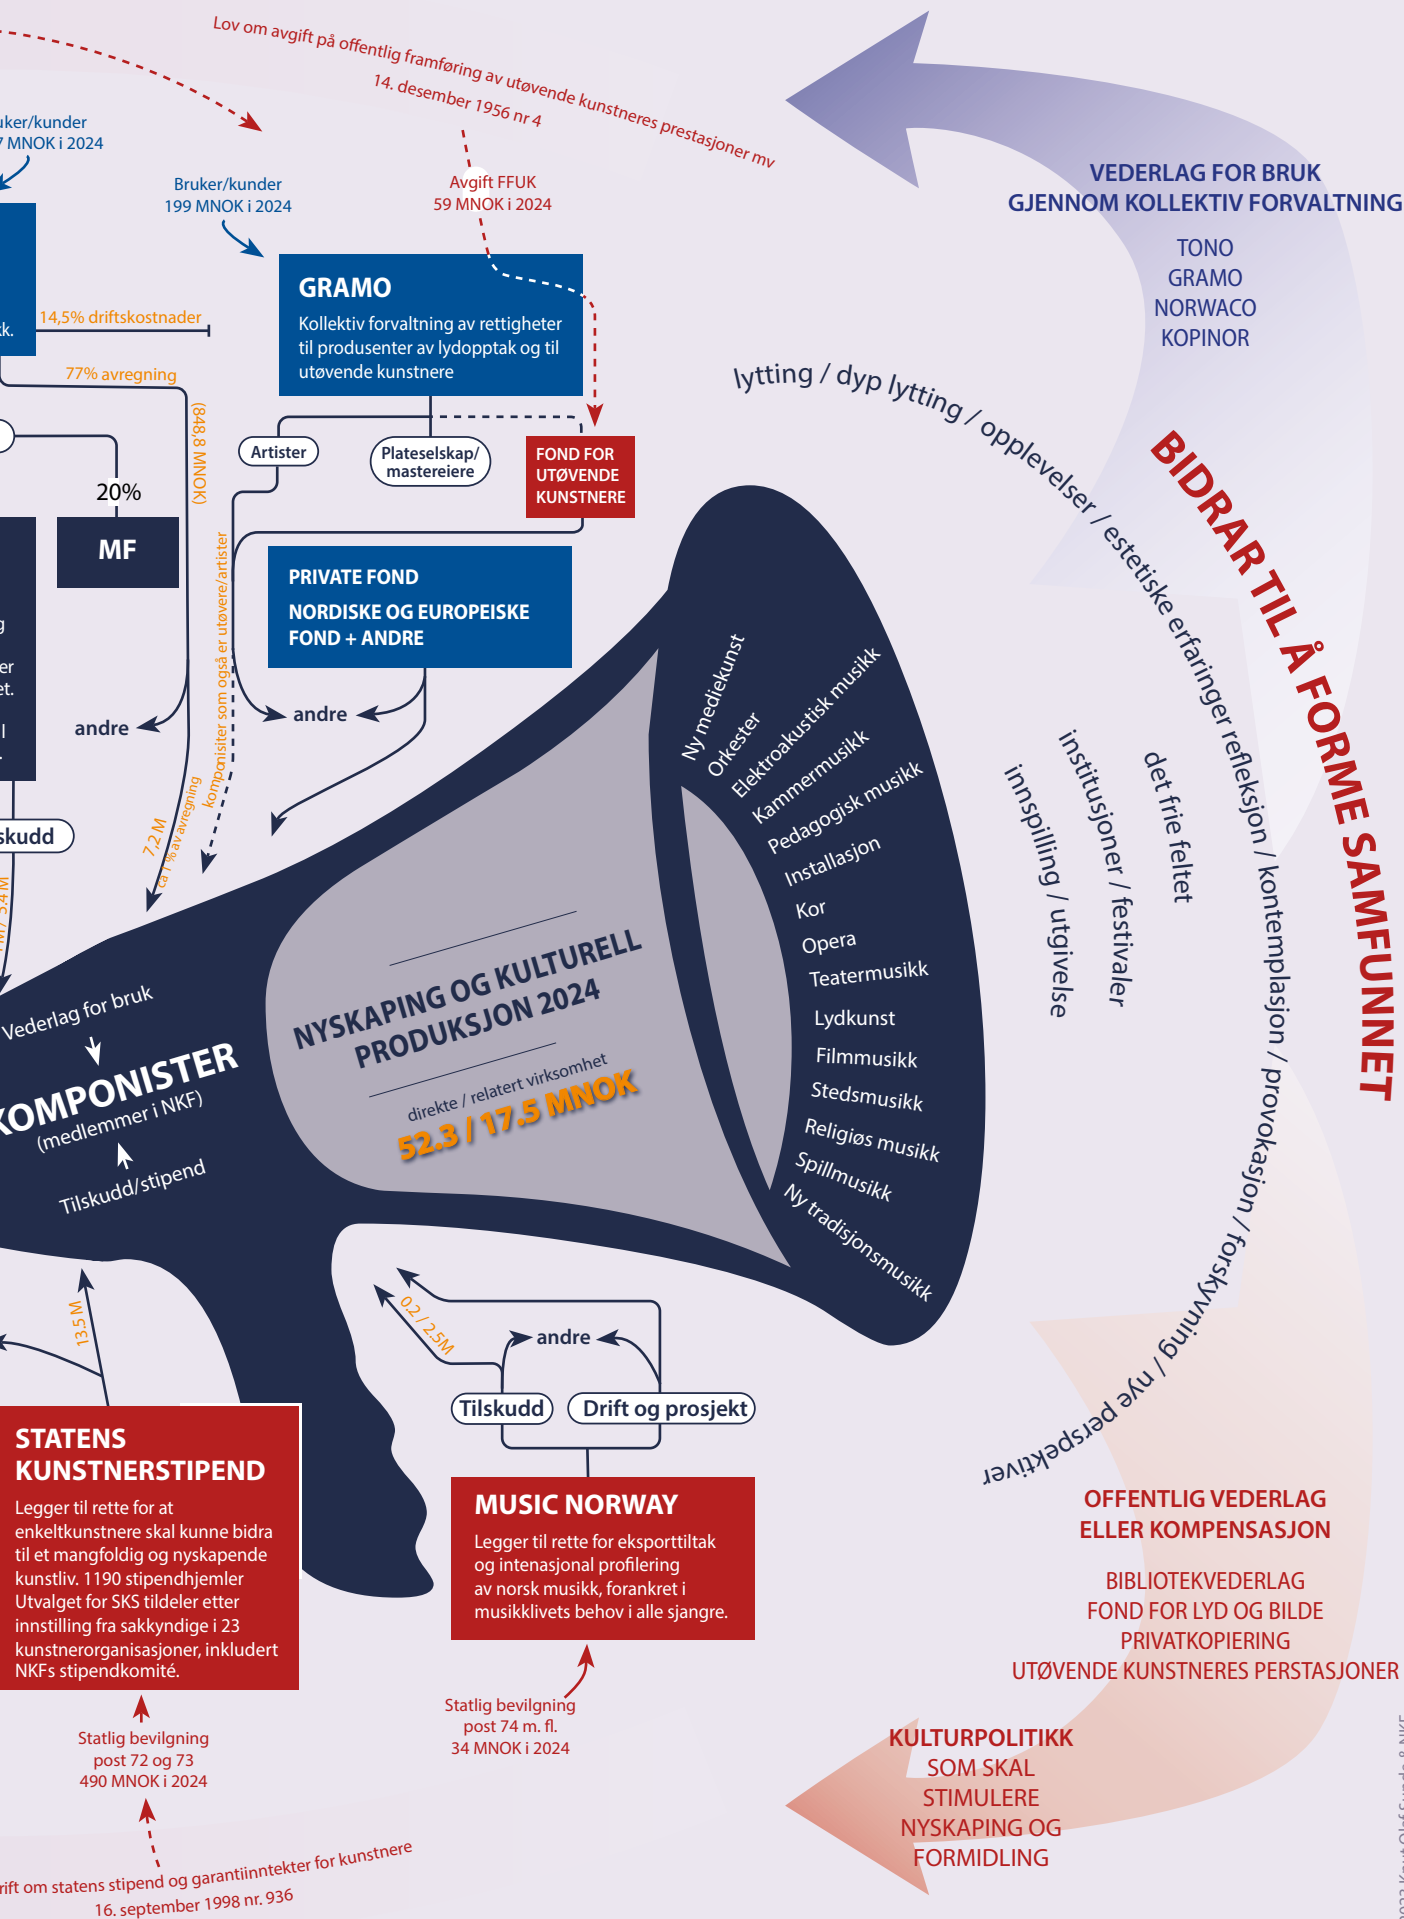 Lov om avgift på offentlig framføring av utøvende kunstneres prestasjoner mv
14. desember 1956 nr 4
MNOK i 2024
Bruker/kunder
199 MNOK i 2024
Avgift FFUK
59 MNOK i 2024
VEDERLAG FOR BRUK
GJENNOM KOLLEKTIV FORVALTNING
TONO
GRAMO
NORWACO
KOPINOR
GRAMO
Kollektiv forvaltning av rettigheter
til produsenter av lydopptak og til
utøvende kunstnere
14,5% driftskostnader
77% avregning
(848,8 MNOK)
Artister
Plateselskap/
mastereiere
FOND FOR
UTØVENDE
KUNSTNERE
20%
MF
PRIVATE FOND
NORDISKE OG EUROPEISKE
FOND + ANDRE
komponisiter som også er utøvere/artister
andre
andre
7,2 M
ca 1 % av avregning
skudd
lytting / dyp lytting / opplevelser / estetiske erfaringer refleksjon / kontemplasjon / provokasjon / forskyvning / nye perspektiver
BIDRAR TIL Å FORME SAMFUNNET
det frie feltet
institusjoner / festivaler
innspilling / utgivelse
Ny mediekunst
Orkester
Elektroakustisk musikk
Kammermusikk
Pedagogisk musikk
Installasjon
Kor
Opera
Teatermusikk
Lydkunst
Filmmusikk
Stedsmusikk
Religiøs musikk
Spillmusikk
Ny tradisjonsmusikk
NYSKAPING OG KULTURELL
PRODUKSJON 2024
direkte / relatert virksomhet
52.3 / 17.5 MNOK
Vederlag for bruk
KOMPONISTER
(medlemmer i NKF)
Tilskudd/stipend
13.5 M
0.2 / 2.5M
andre
Tilskudd
Drift og prosjekt
STATENS
KUNSTNERSTIPEND
Legger til rette for at
enkeltkunstnere skal kunne bidra
til et mangfoldig og nyskapende
kunstliv. 1190 stipendhjemler
Utvalget for SKS tildeler etter
innstilling fra sakkyndige i 23
kunstnerorganisasjoner, inkludert
NKFs stipendkomité.
MUSIC NORWAY
Legger til rette for eksporttiltak
og intenasjonal profilering
av norsk musikk, forankret i
musikklivets behov i alle sjangre.
Statlig bevilgning
post 72 og 73
490 MNOK i 2024
Statlig bevilgning
post 74 m. fl.
34 MNOK i 2024
om statens stipend og garantiinntekter for kunstnere
16. september 1998 nr. 936
OFFENTLIG VEDERLAG
ELLER KOMPENSASJON
BIBLIOTEKVEDERLAG
FOND FOR LYD OG BILDE
PRIVATKOPIERING
UTØVENDE KUNSTNERES PERSTASJONER
KULTURPOLITIKK
SOM SKAL
STIMULERE
NYSKAPING OG
FORMIDLING